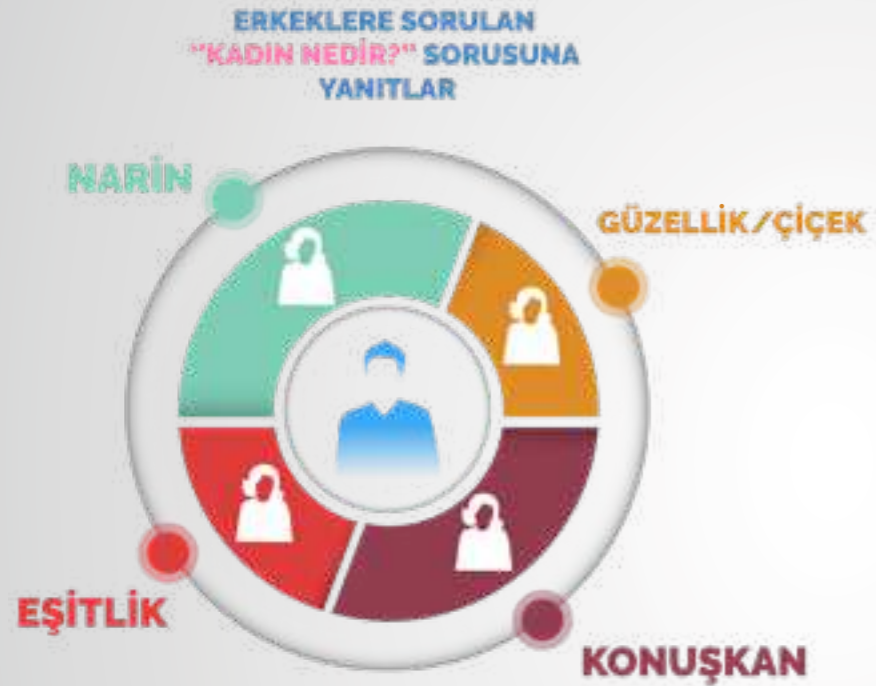 ERKEKLERE SORULAN
"KADIN NEDİR?" SORUSUNA
YANITLAR
NARİN
GÜZELLİK/ÇİÇEK
EŞİTLİK
KONUŞKAN